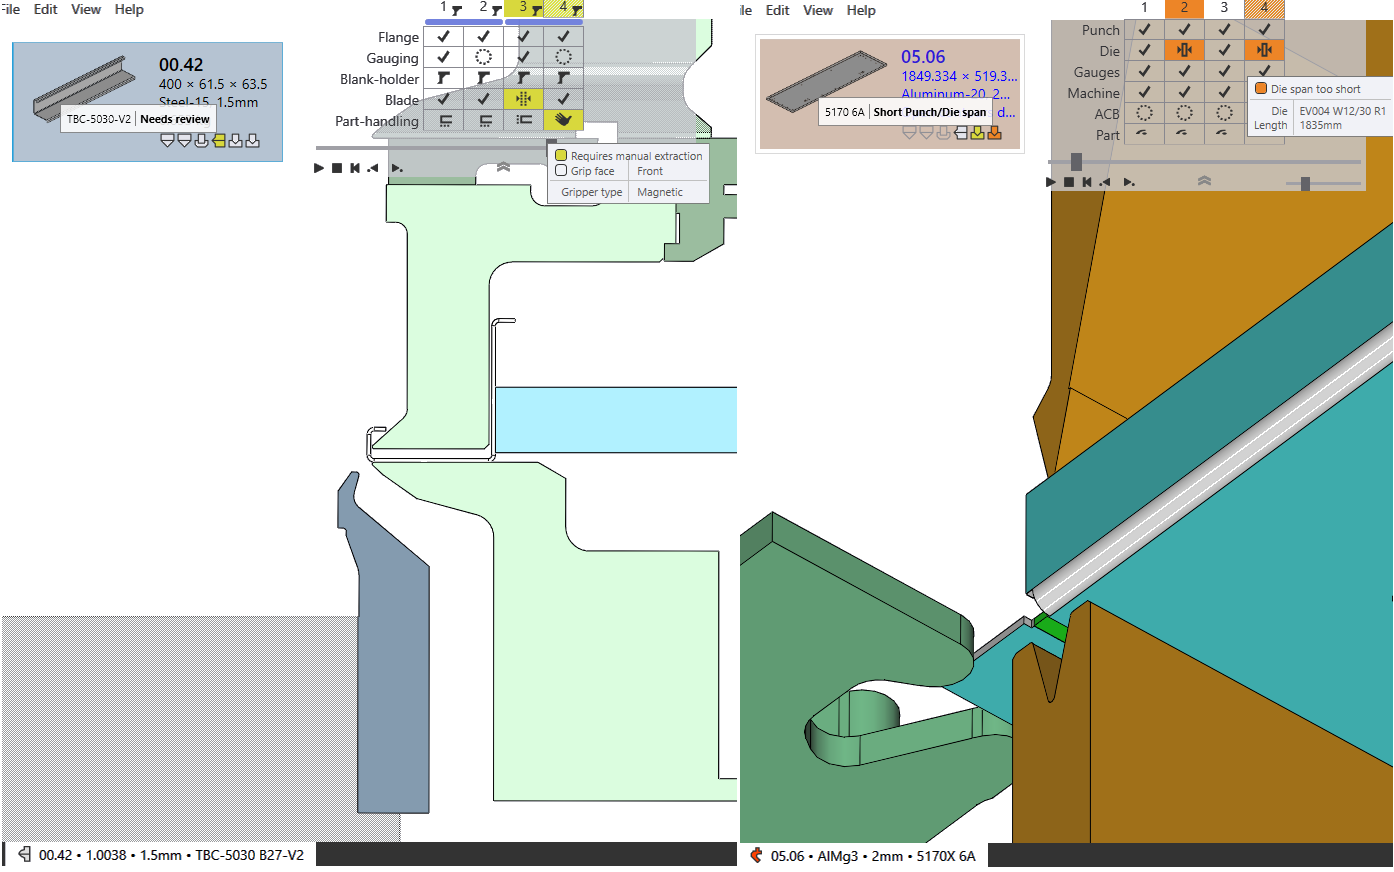 File Edit View Help
1 2 3 4
00.42
400 × 61.5 × 63.5
Steel-15, 1.5mm
TBC-5030-V2 Needs review
Flange
Gauging
Blank-holder
Blade
Part-handling
Requires manual extraction
Grip face Front
Gripper type Magnetic
00.42 • 1.0038 • 1.5mm • TBC-5030 B27-V2
ile Edit View Help
1 2 3 4
05.06
1849.334 × 519.3...
Aluminum-20, 2...
5170 6A Short Punch/Die span d...
Punch
Die
Gauges
Machine
ACB
Part
Die span too short
Die EV004 W12/30 R1
Length 1835mm
05.06 • AlMg3 • 2mm • 5170X 6A